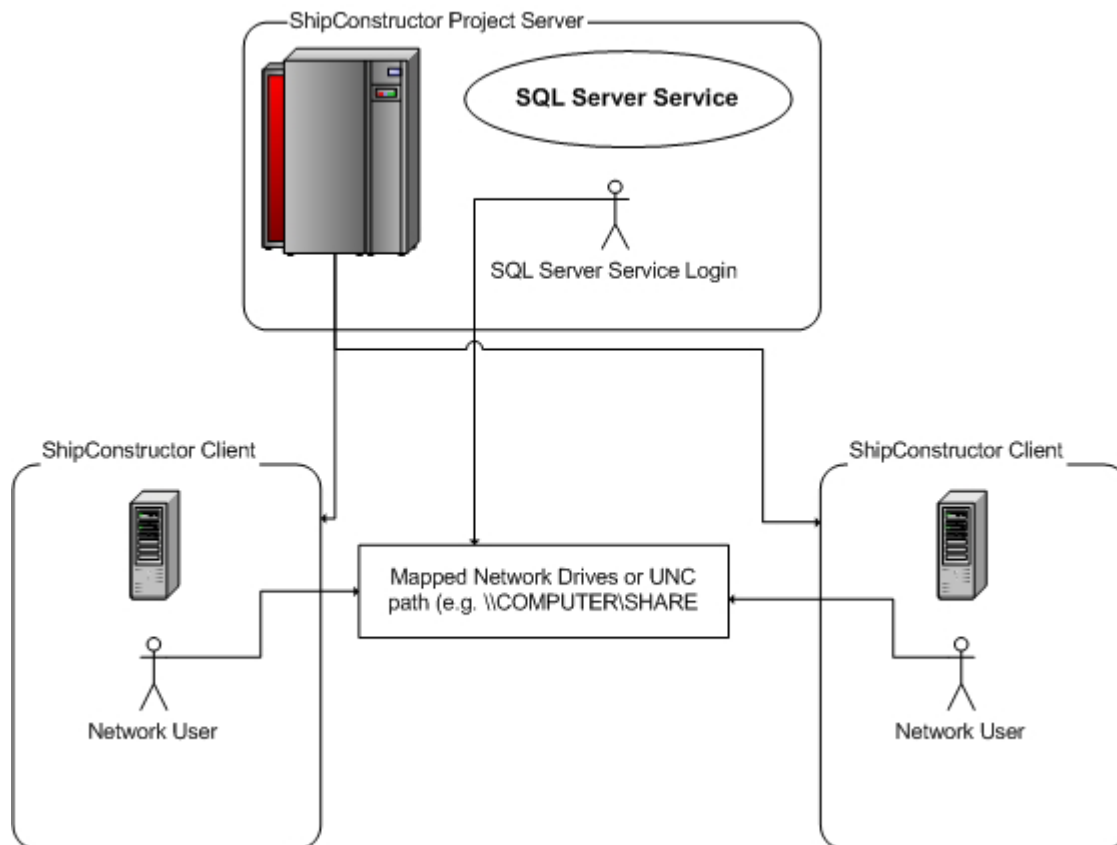 ShipConstructor Project Server
SQL Server Service
SQL Server Service Login
ShipConstructor Client
ShipConstructor Client
Mapped Network Drives or UNC
path (e.g. \\COMPUTER\SHARE
Network User
Network User